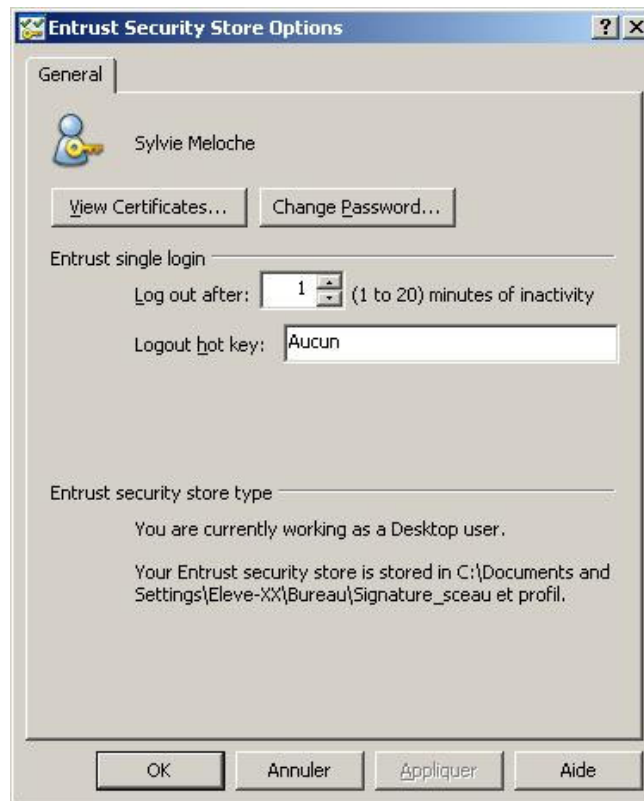 Entrust Security Store Options
General
Sylvie Meloche
View Certificates... Change Password...
Entrust single login
Log out after: 1 (1 to 20) minutes of inactivity
Logout hot key: Aucun
Entrust security store type
You are currently working as a Desktop user.
Your Entrust security store is stored in C:\Documents and
Settings\Eleve-XX\Bureau\Signature_sceau et profil.
OK Annuler Appliquer Aide